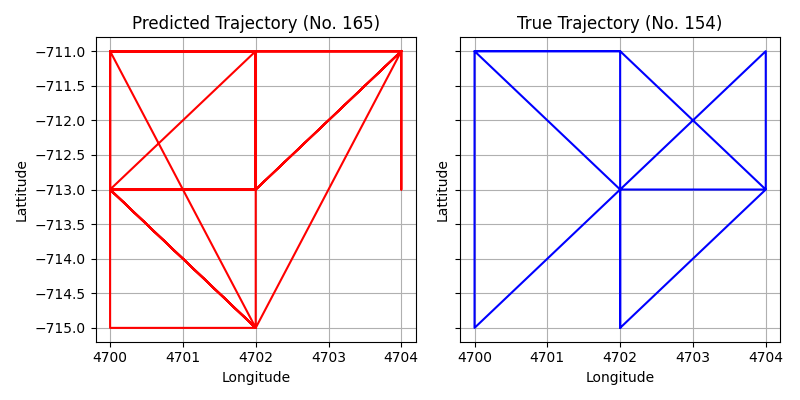 Predicted Trajectory (No. 165)
−711.0
−711.5
−712.0
−712.5
−713.0
−713.5
−714.0
−714.5
−715.0
Lattitude
4700 4701 4702 4703 4704
Longitude
True Trajectory (No. 154)
Lattitude
4700 4701 4702 4703 4704
Longitude